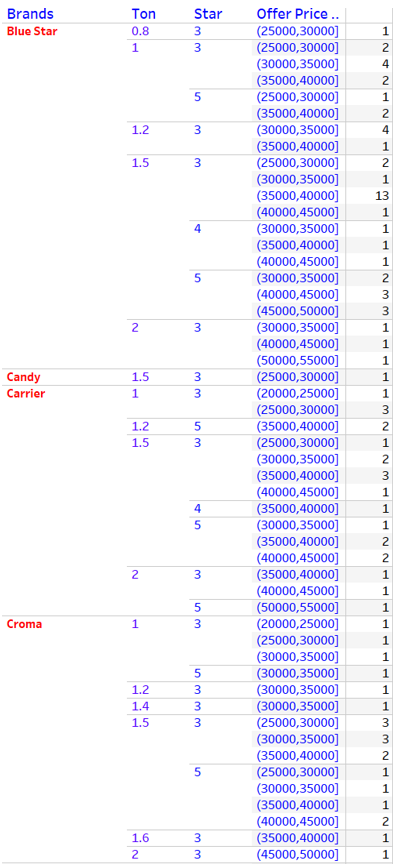 Brands Ton Star Offer Price ..
Blue Star 0.8 3 (25000,30000] 1
1 3 (25000,30000] 2
(30000,35000] 4
(35000,40000] 2
5 (25000,30000] 1
(35000,40000] 2
1.2 3 (30000,35000] 4
(35000,40000] 1
1.5 3 (25000,30000] 2
(30000,35000] 1
(35000,40000] 13
(40000,45000] 1
4 (30000,35000] 1
(35000,40000] 1
(40000,45000] 1
5 (30000,35000] 2
(40000,45000] 3
(45000,50000] 3
2 3 (30000,35000] 1
(40000,45000] 1
(50000,55000] 1
Candy 1.5 3 (25000,30000] 1
Carrier 1 3 (20000,25000] 1
(25000,30000] 3
1.2 5 (35000,40000] 2
1.5 3 (25000,30000] 1
(30000,35000] 2
(35000,40000] 3
(40000,45000] 1
4 (35000,40000] 1
5 (30000,35000] 1
(35000,40000] 2
(40000,45000] 2
2 3 (35000,40000] 1
(40000,45000] 1
5 (50000,55000] 1
Croma 1 3 (20000,25000] 1
(25000,30000] 1
(30000,35000] 1
5 (30000,35000] 1
1.2 3 (30000,35000] 1
1.4 3 (30000,35000] 1
1.5 3 (25000,30000] 3
(30000,35000] 3
(35000,40000] 2
5 (25000,30000] 1
(30000,35000] 1
(35000,40000] 1
(40000,45000] 2
1.6 3 (35000,40000] 1
2 3 (45000,50000] 1